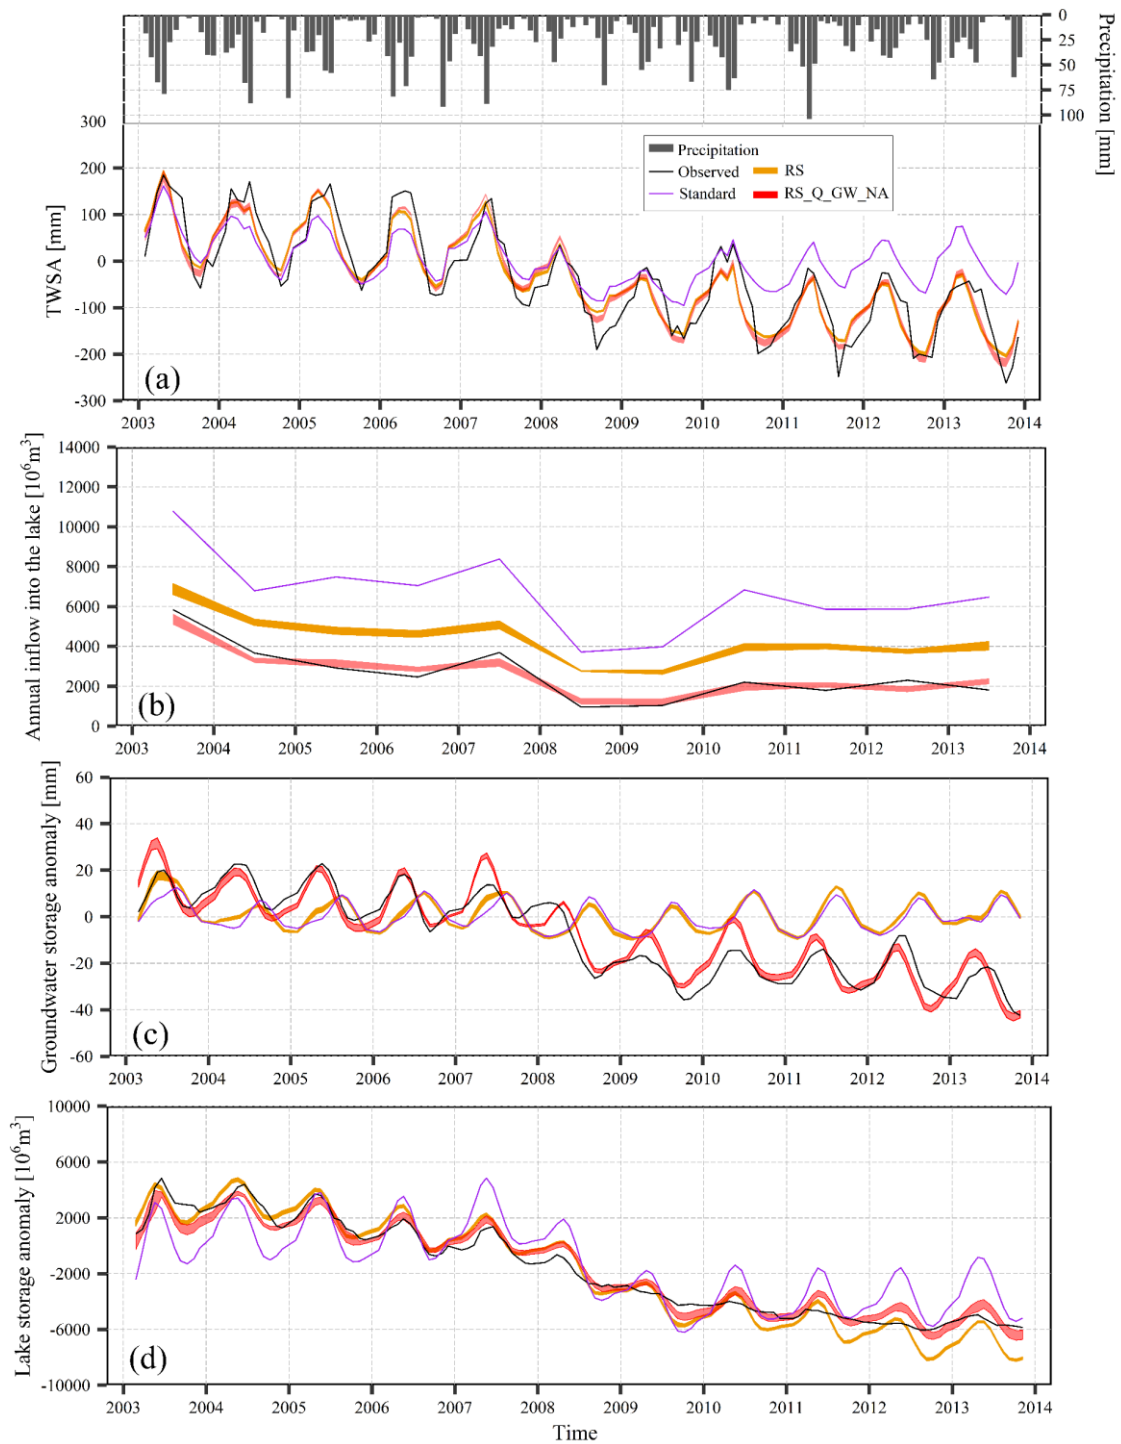 0
25
50
75
100
Precipitation [mm]
300
200
100
0
-100
-200
-300
TWSA [mm]
Precipitation
Observed
RS
Standard
RS_Q_GW_NA
(a)
2003 2004 2005 2006 2007 2008 2009 2010 2011 2012 2013 2014
14000
12000
10000
8000
6000
4000
2000
0
Annual inflow into the lake [10⁶m³]
(b)
2003 2004 2005 2006 2007 2008 2009 2010 2011 2012 2013 2014
60
40
20
0
-20
-40
-60
Groundwater storage anomaly [mm]
(c)
2003 2004 2005 2006 2007 2008 2009 2010 2011 2012 2013 2014
10000
6000
2000
-2000
-6000
-10000
Lake storage anomaly [10⁶m³]
(d)
2003 2004 2005 2006 2007 2008 2009 2010 2011 2012 2013 2014
Time